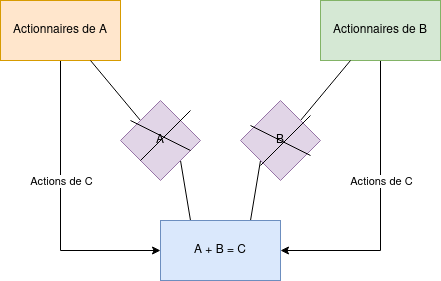 Actionnaires de A
Actionnaires de B
A
B
Actions de C
Actions de C
A + B = C